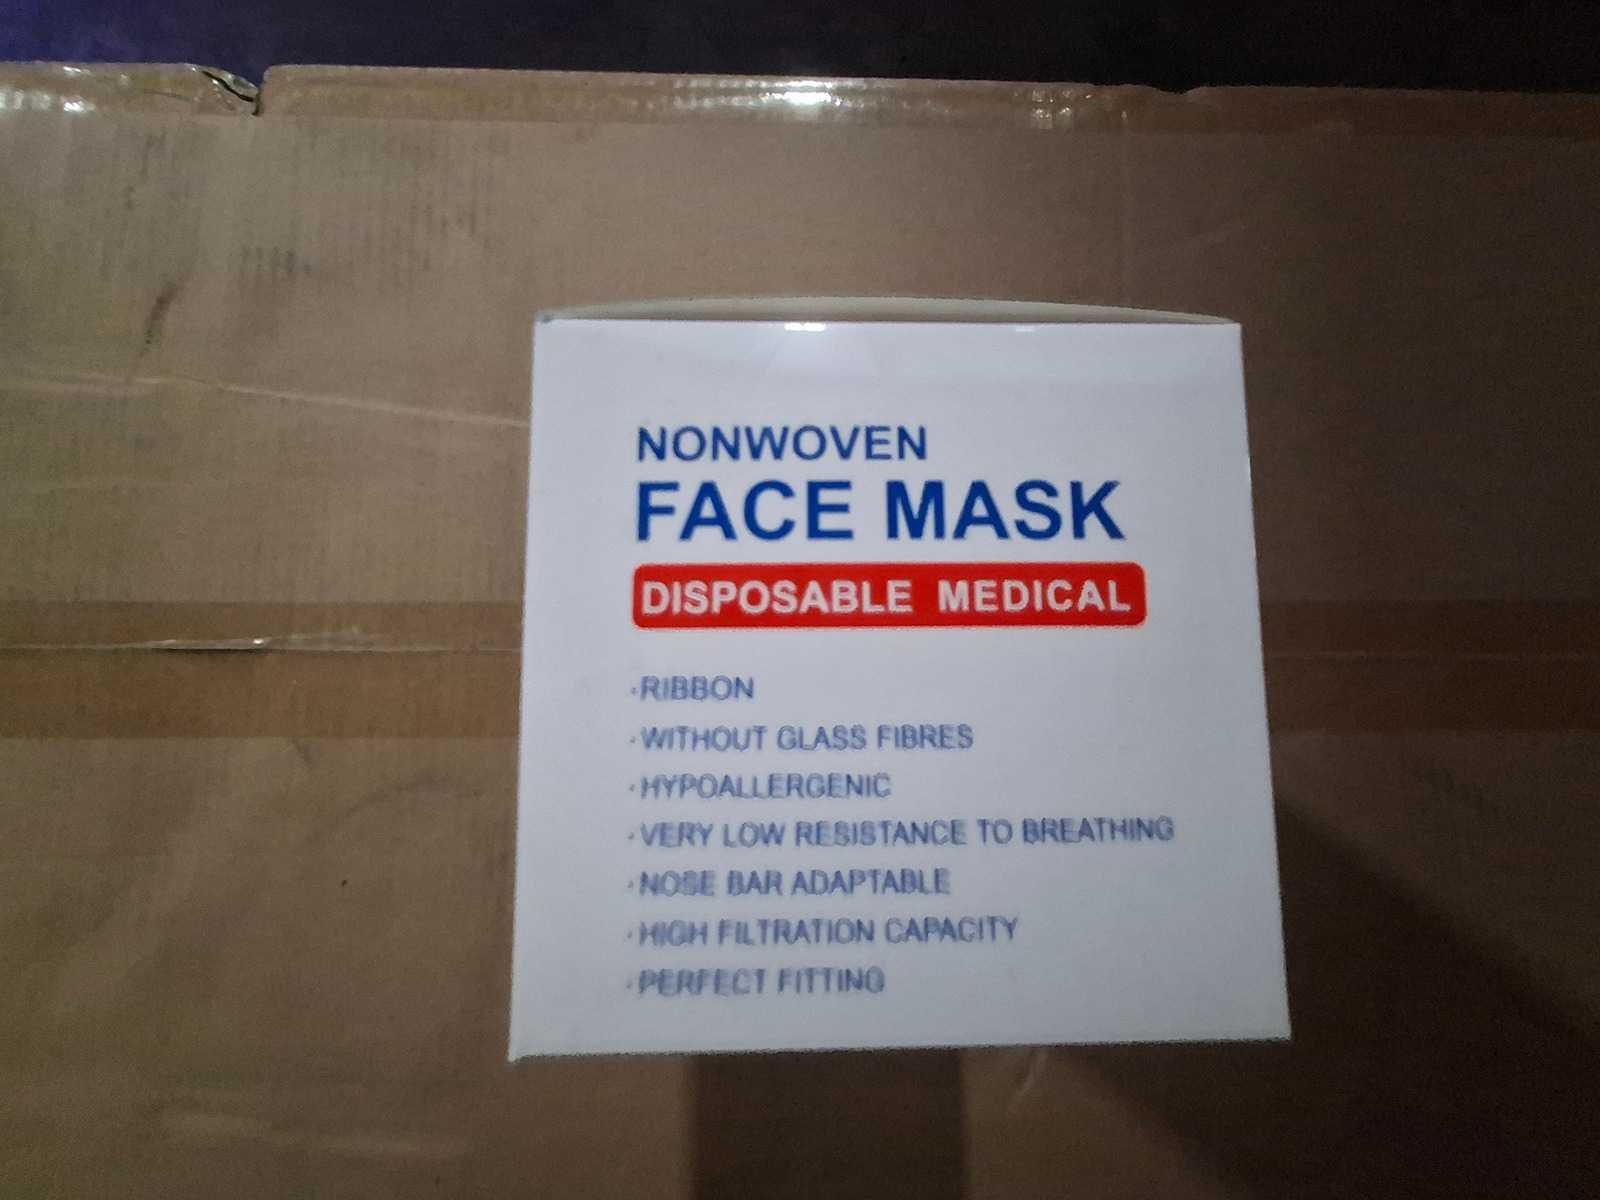 NONWOVEN
FACE MASK
DISPOSABLE MEDICAL
·RIBBON
·WITHOUT GLASS FIBRES
·HYPOALLERGENIC
·VERY LOW RESISTANCE TO BREATHING
·NOSE BAR ADAPTABLE
·HIGH FILTRATION CAPACITY
·PERFECT FITTING